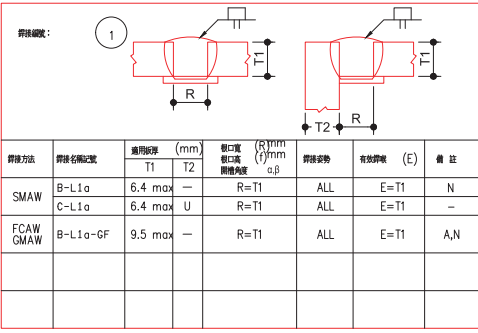 銲接編號：
1
T1
R
T1
T2
R
銲接方法 銲接名稱記號 適用板厚 (mm) 根口寬 (R)mm 銲接姿勢 有效銲喉 (E) 備 註
T1 T2 根口高 (f)mm
開槽角度 α,β
SMAW B-L1a 6.4 max — R=T1 ALL E=T1 N
C-L1a 6.4 max U R=T1 ALL E=T1 –
FCAW
GMAW B-L1a-GF 9.5 max — R=T1 ALL E=T1 A,N